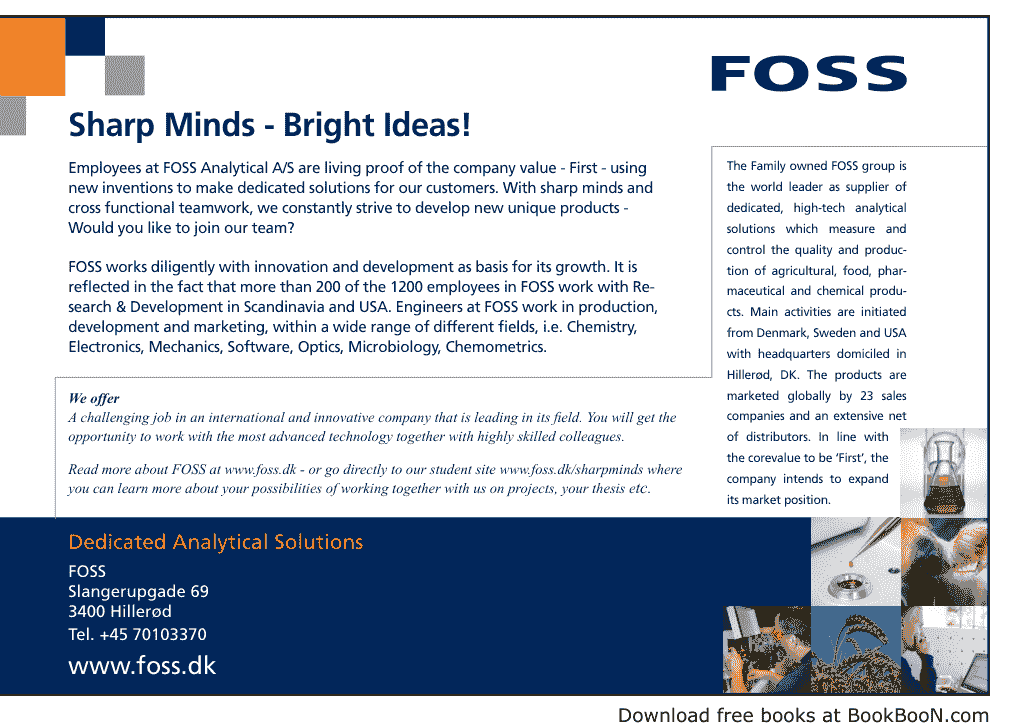 FOSS
Sharp Minds - Bright Ideas!
Employees at FOSS Analytical A/S are living proof of the company value - First - using
new inventions to make dedicated solutions for our customers. With sharp minds and
cross functional teamwork, we constantly strive to develop new unique products -
Would you like to join our team?
FOSS works diligently with innovation and development as basis for its growth. It is
reflected in the fact that more than 200 of the 1200 employees in FOSS work with Re-
search & Development in Scandinavia and USA. Engineers at FOSS work in production,
development and marketing, within a wide range of different fields, i.e. Chemistry,
Electronics, Mechanics, Software, Optics, Microbiology, Chemometrics.
We offer
A challenging job in an international and innovative company that is leading in its field. You will get the
opportunity to work with the most advanced technology together with highly skilled colleagues.
Read more about FOSS at www.foss.dk - or go directly to our student site www.foss.dk/sharpminds where
you can learn more about your possibilities of working together with us on projects, your thesis etc.
The Family owned FOSS group is
the world leader as supplier of
dedicated, high-tech analytical
solutions which measure and
control the quality and produc-
tion of agricultural, food, phar-
maceutical and chemical produ-
cts. Main activities are initiated
from Denmark, Sweden and USA
with headquarters domiciled in
Hillerød, DK. The products are
marketed globally by 23 sales
companies and an extensive net
of distributors. In line with
the corevalue to be ‘First’, the
company intends to expand
its market position.
Dedicated Analytical Solutions
FOSS
Slangerupgade 69
3400 Hillerød
Tel. +45 70103370
www.foss.dk
Download free books at BookBooN.com